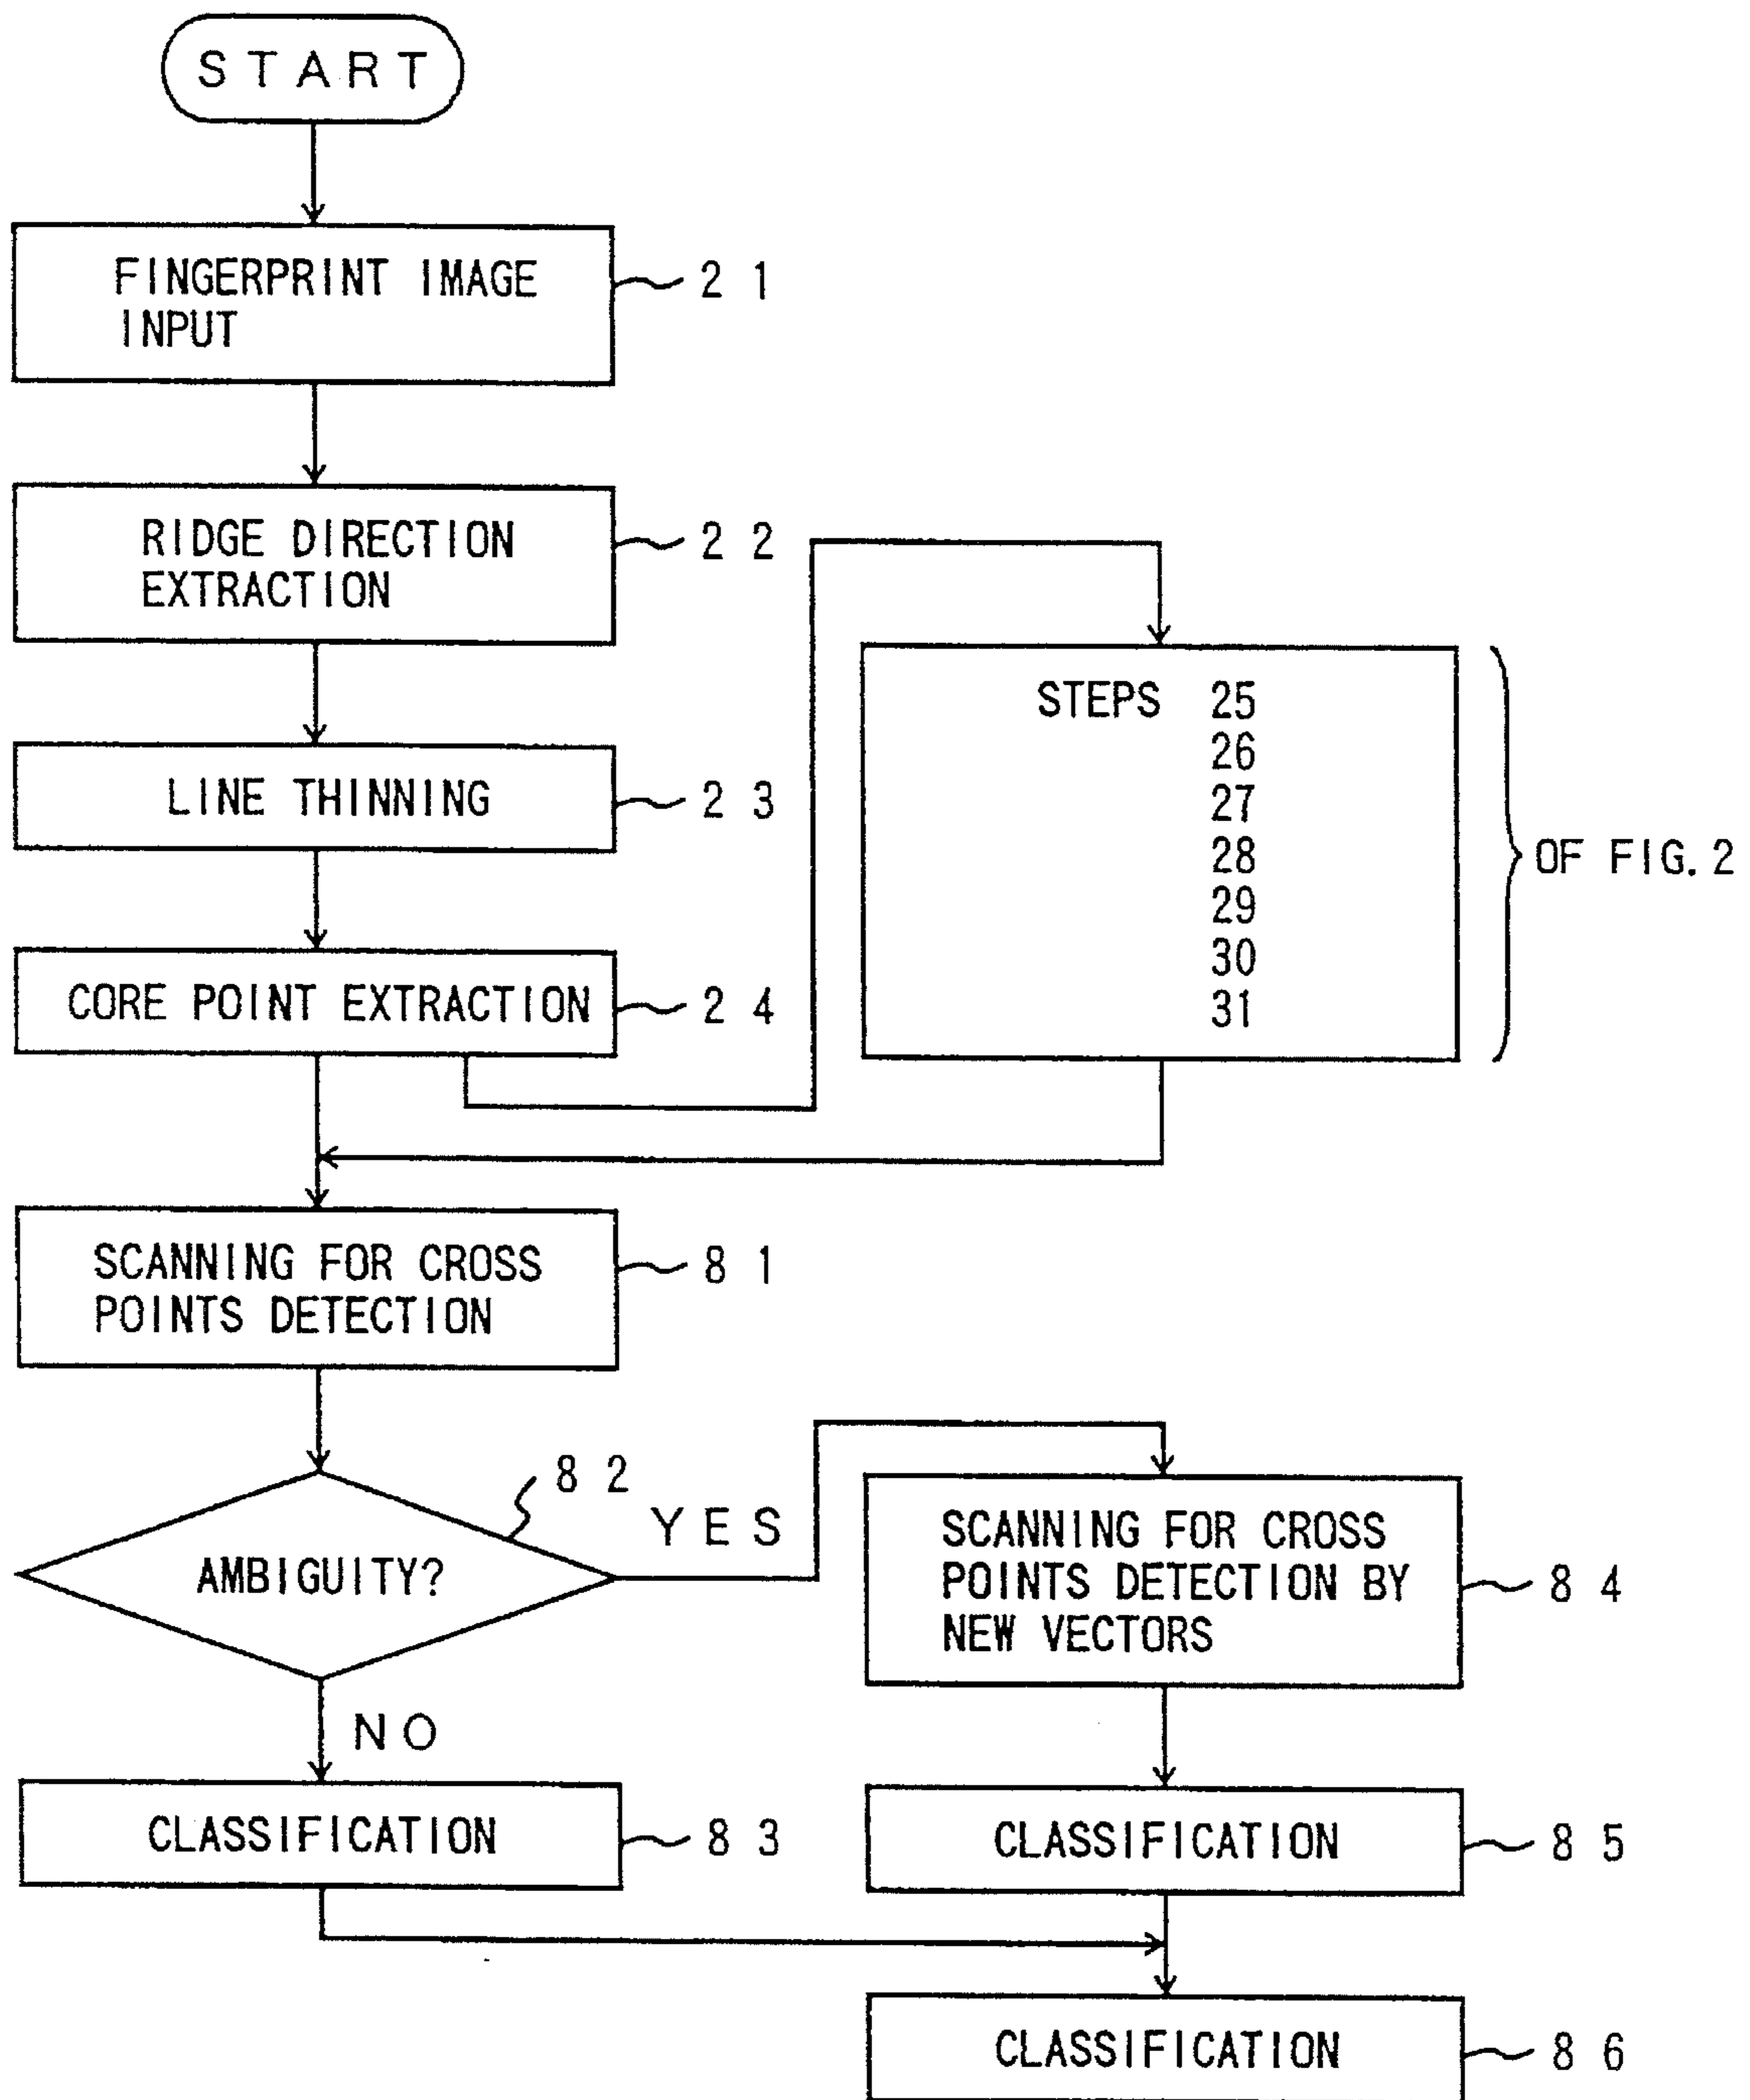 START
FINGERPRINT IMAGE
INPUT
21
RIDGE DIRECTION
EXTRACTION
22
LINE THINNING
23
CORE POINT EXTRACTION
24
STEPS 25
26
27
28
29
30
31
OF FIG. 2
SCANNING FOR CROSS
POINTS DETECTION
81
AMBIGUITY?
82
YES
NO
SCANNING FOR CROSS
POINTS DETECTION BY
NEW VECTORS
84
CLASSIFICATION
83
CLASSIFICATION
85
CLASSIFICATION
86